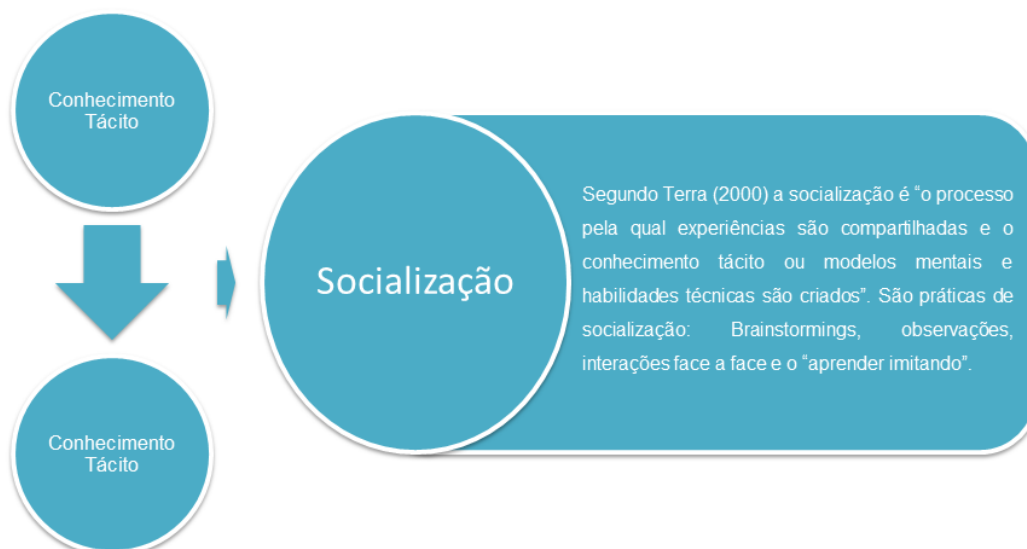 Conhecimento
Tácito
Conhecimento
Tácito
Socialização
Segundo Terra (2000) a socialização é “o processo
pela qual experiências são compartilhadas e o
conhecimento tácito ou modelos mentais e
habilidades técnicas são criados”. São práticas de
socialização: Brainstormings, observações,
interações face a face e o “aprender imitando”.